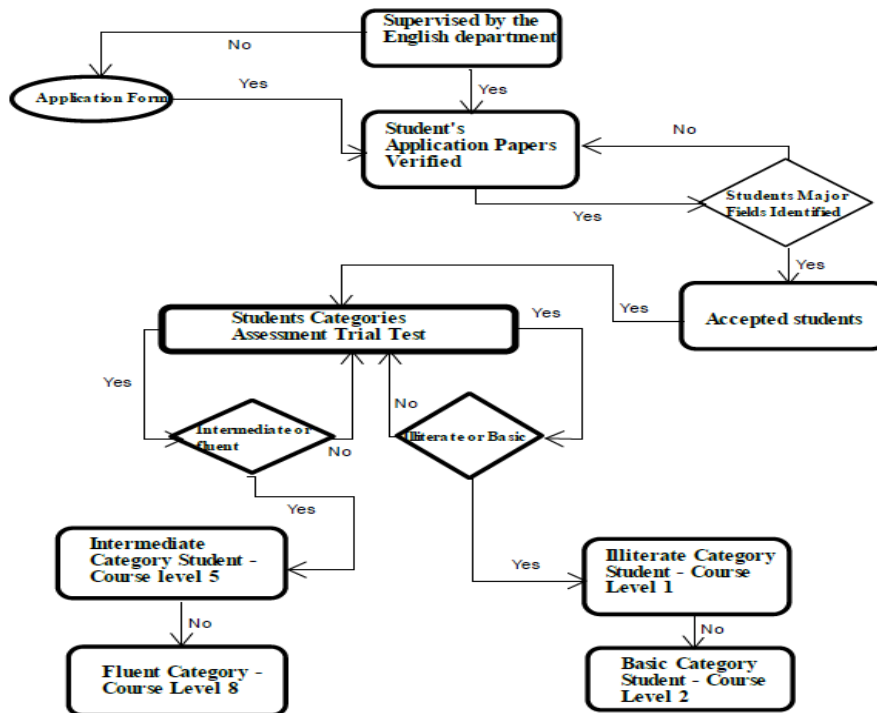 Supervised by the
English department
No
Yes
Yes
Application Form
Student's
Application Papers
Verified
No
Yes
Students Major
Fields Identified
Yes
Yes
Accepted students
Students Categories
Assessment Trial Test
Yes
Yes
No
Intermediate or
fluent
No
Illiterate or Basic
Yes
Intermediate
Category Student -
Course level 5
Yes
Illiterate Category
Student - Course
Level 1
No
No
Fluent Category -
Course Level 8
Basic Category
Student - Course
Level 2